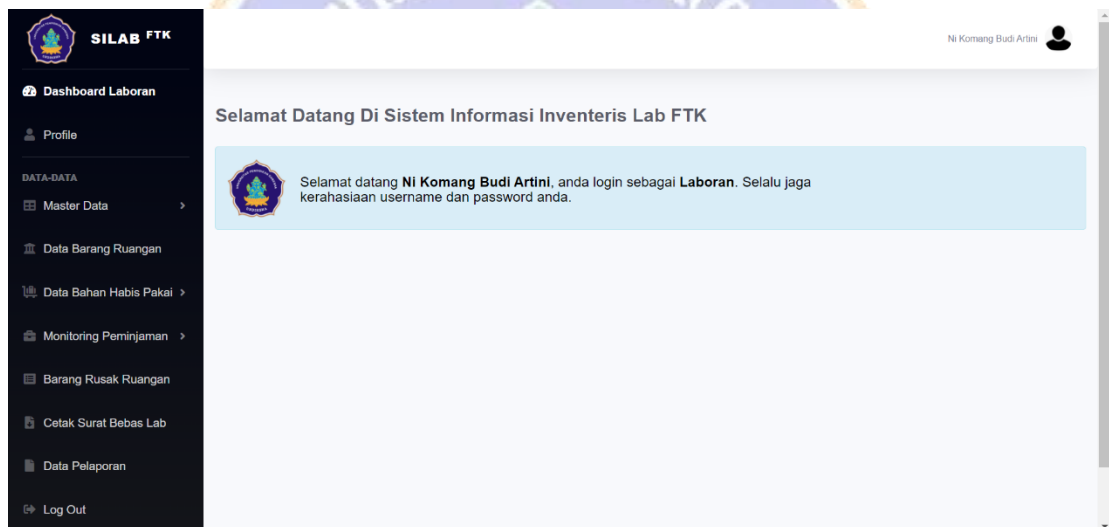 SILAB FTK
Ni Komang Budi Artini
Dashboard Laboran
Profile
DATA-DATA
Master Data
Data Barang Ruangan
Data Bahan Habis Pakai
Monitoring Peminjaman
Barang Rusak Ruangan
Cetak Surat Bebas Lab
Data Pelaporan
Log Out
Selamat Datang Di Sistem Informasi Inventeris Lab FTK
Selamat datang Ni Komang Budi Artini, anda login sebagai Laboran. Selalu jaga
kerahasiaan username dan password anda.